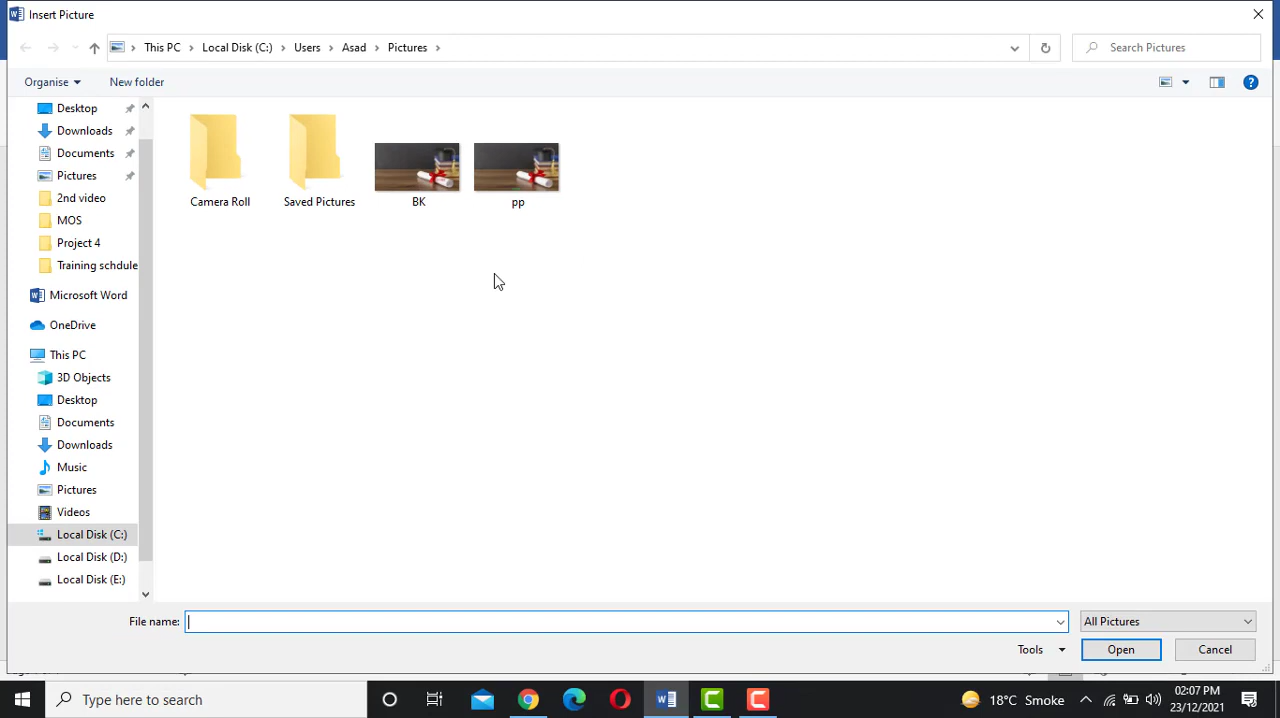 Insert Picture
This PC Local Disk (C:) Users Asad Pictures
Search Pictures
Organise New folder
Desktop
Downloads
Documents
Pictures
2nd video
MOS
Project 4
Training schdule
Microsoft Word
OneDrive
This PC
3D Objects
Desktop
Documents
Downloads
Music
Pictures
Videos
Local Disk (C:)
Local Disk (D:)
Local Disk (E:)
Camera Roll
Saved Pictures
BK
pp
File name:
All Pictures
Tools
Open
Cancel
Type here to search
18°C Smoke
02:07 PM
23/12/2021